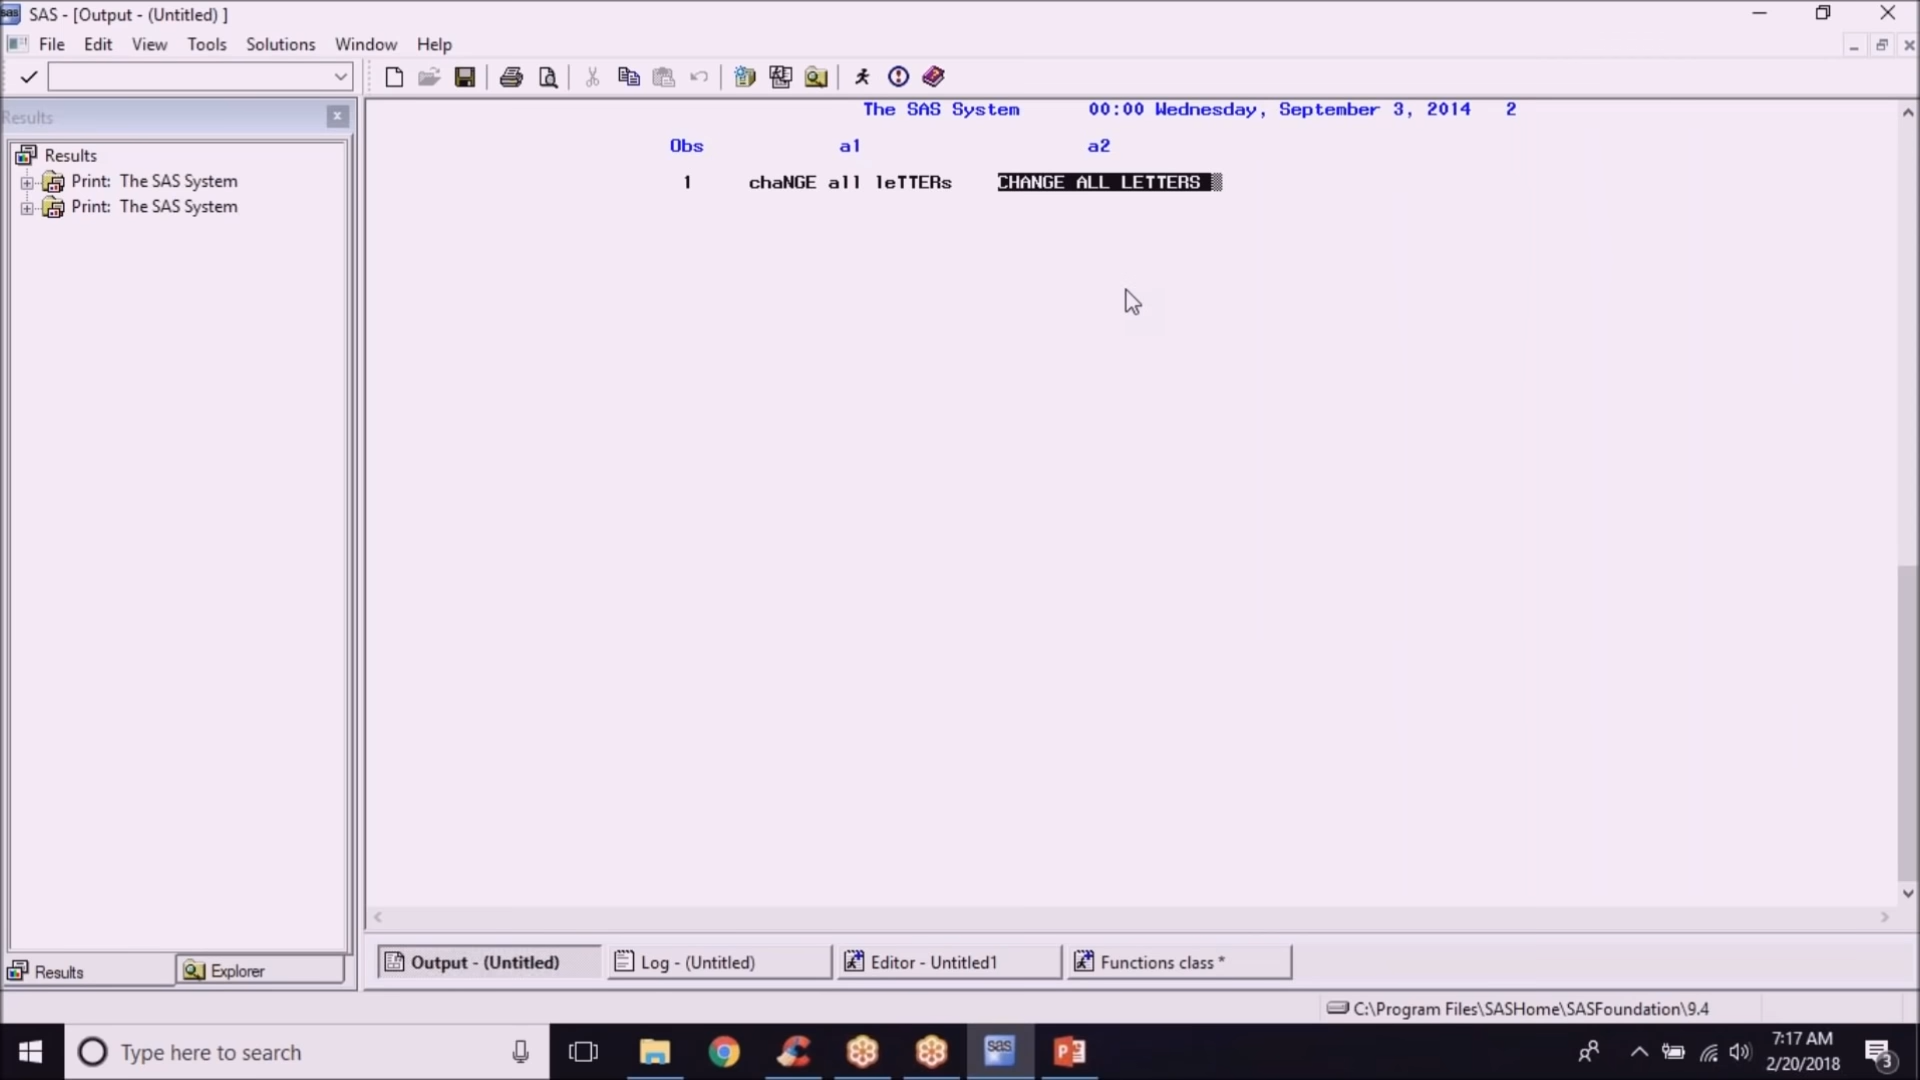 SAS - [Output - (Untitled) ]
File Edit View Tools Solutions Window Help
Results
Results
Print: The SAS System
Print: The SAS System
The SAS System 00:00 Wednesday, September 3, 2014 2
Obs a1 a2
1 chaNGE all leTTERs CHANGE ALL LETTERS
Results Explorer
Output - (Untitled) Log - (Untitled) Editor - Untitled1 Functions class *
C:\Program Files\SASHome\SASFoundation\9.4
Type here to search
sas
7:17 AM
2/20/2018
3